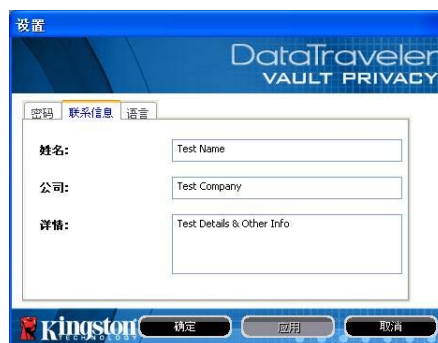 设置
DataTraveler
VAULT PRIVACY
密码 联系信息 语言
姓名: Test Name
公司: Test Company
详情: Test Details & Other Info
Kingston 确定 应用 取消
TECHNOLOGY